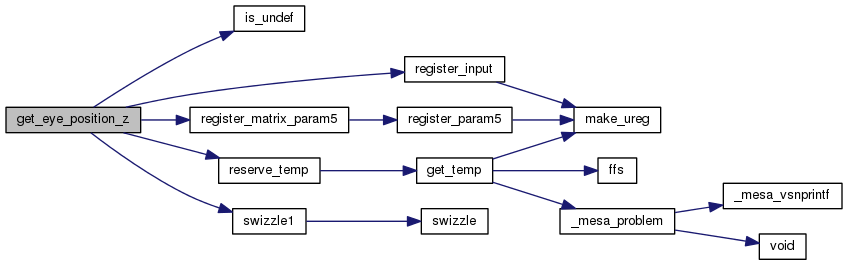 is_undef
register_input
get_eye_position_z
register_matrix_param5
register_param5
make_ureg
reserve_temp
get_temp
ffs
_mesa_vsnprintf
swizzle1
swizzle
_mesa_problem
void